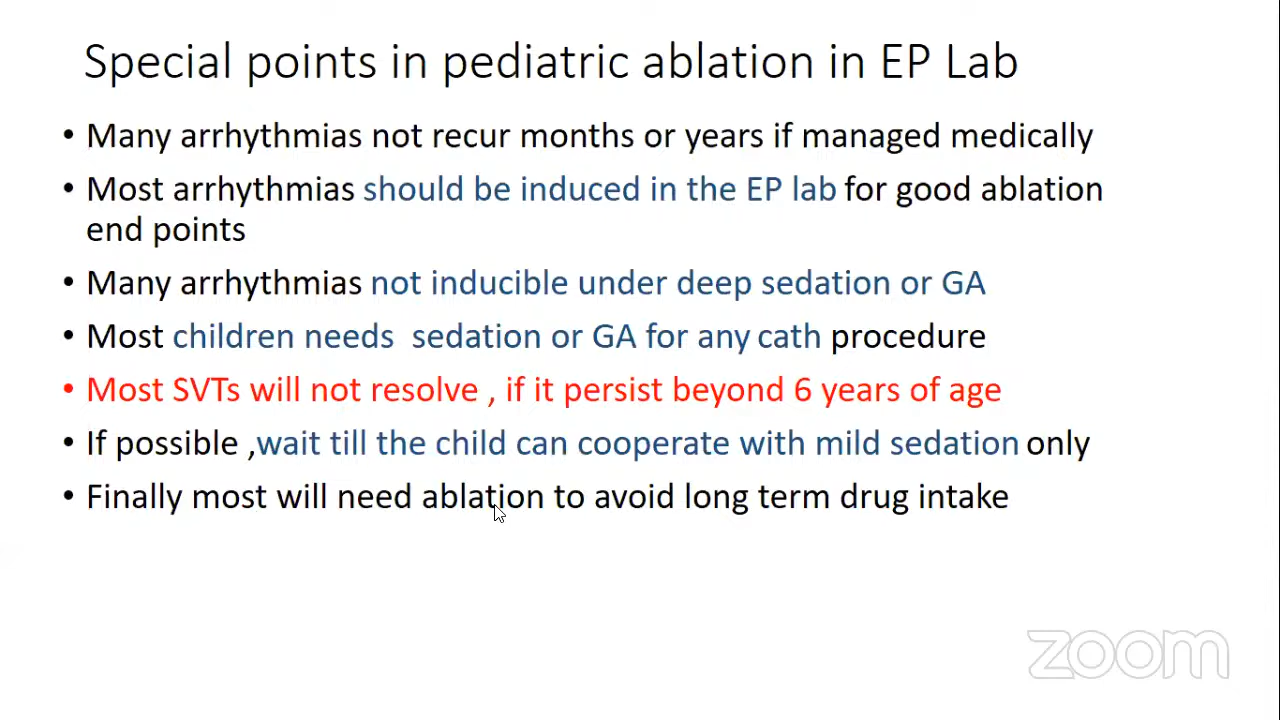 Special points in pediatric ablation in EP Lab
• Many arrhythmias not recur months or years if managed medically
• Most arrhythmias should be induced in the EP lab for good ablation
end points
• Many arrhythmias not inducible under deep sedation or GA
• Most children needs  sedation or GA for any cath procedure
• Most SVTs will not resolve , if it persist beyond 6 years of age
• If possible ,wait till the child can cooperate with mild sedation only
• Finally most will need ablation to avoid long term drug intake
zoom